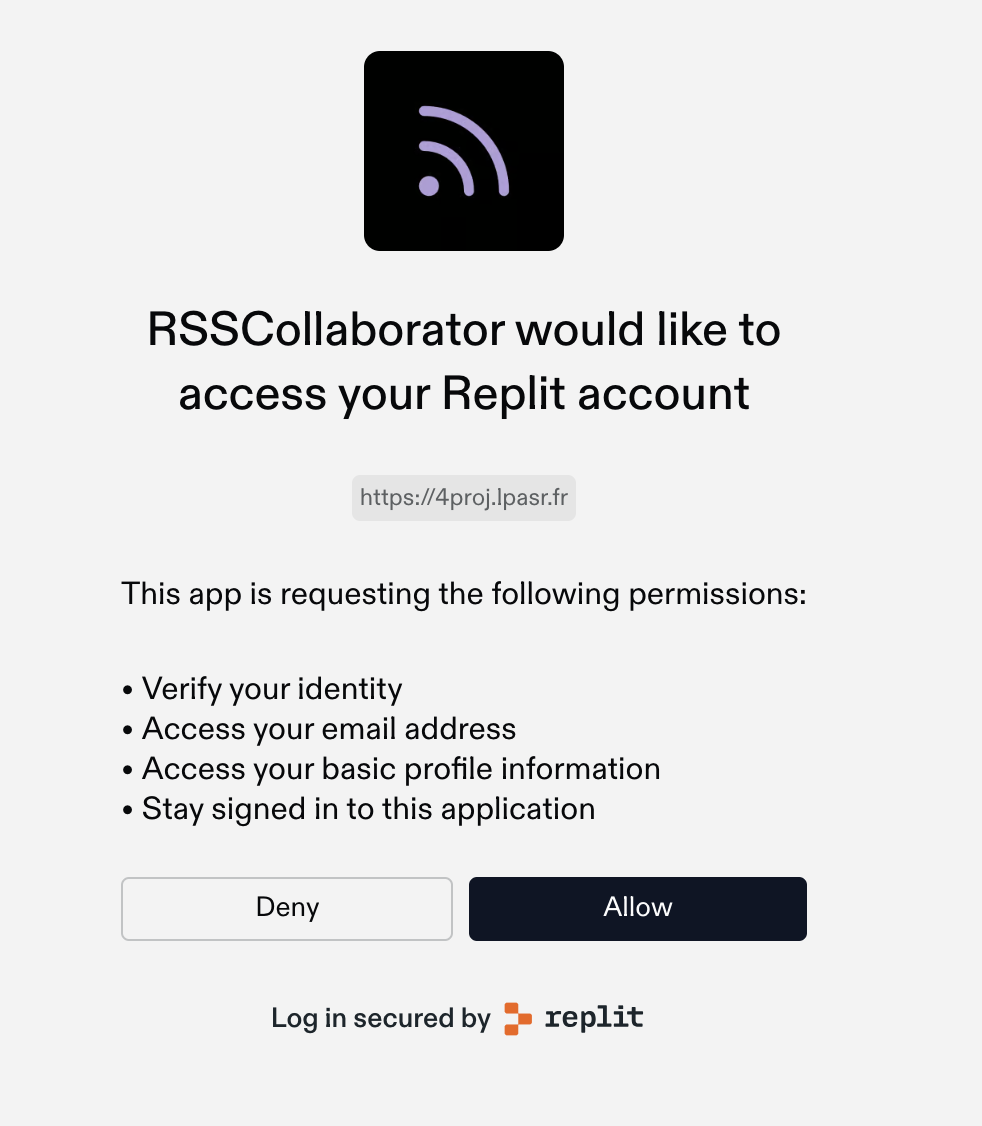 RSSCollaborator would like to
access your Replit account
https://4proj.lpasr.fr
This app is requesting the following permissions:
• Verify your identity
• Access your email address
• Access your basic profile information
• Stay signed in to this application
Deny
Allow
Log in secured by replit